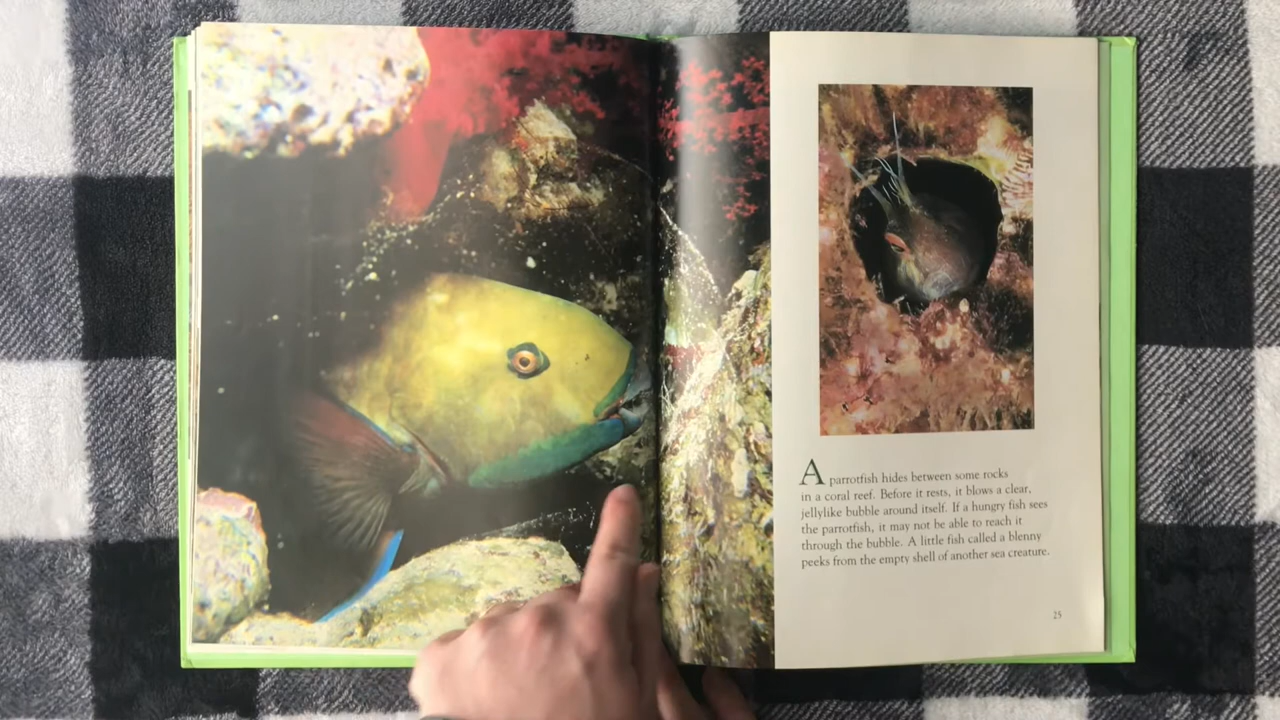 A parrotfish hides between some rocks
in a coral reef. Before it rests, it blows a clear,
jellylike bubble around itself. If a hungry fish sees
the parrotfish, it may not be able to reach it
through the bubble. A little fish called a blenny
peeks from the empty shell of another sea creature.
25